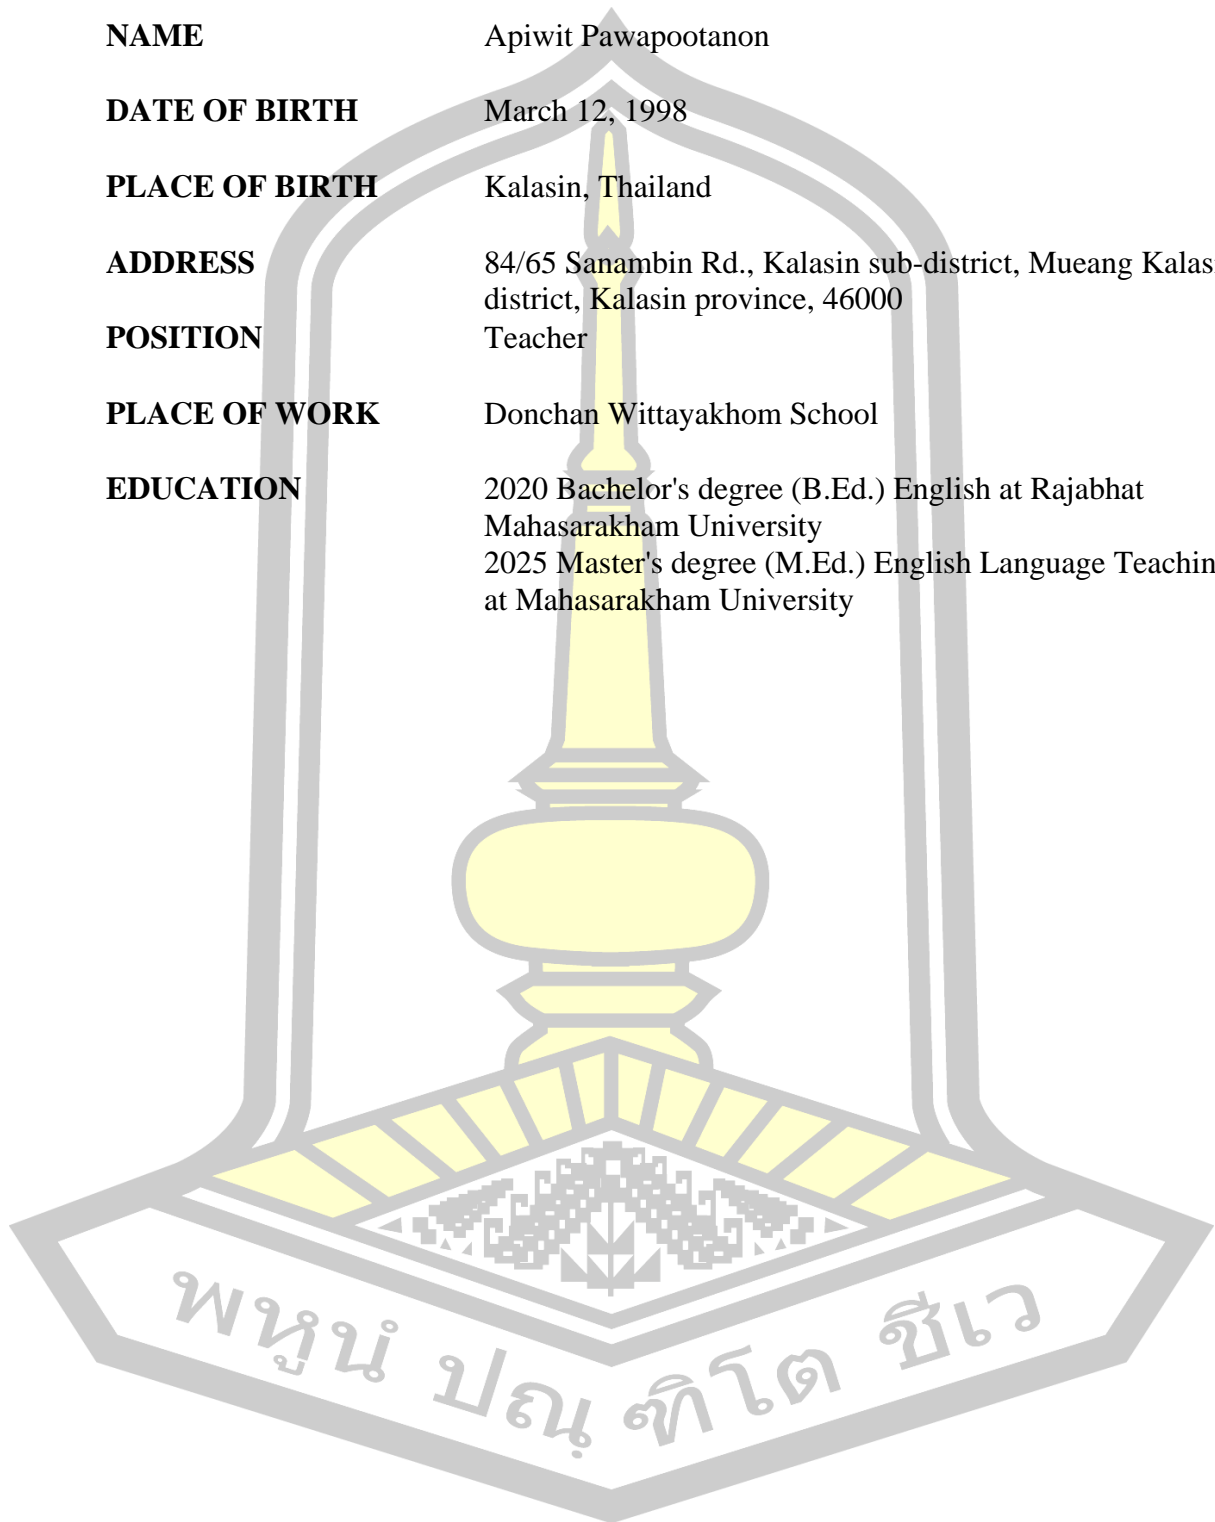 NAME Apiwit Pawapootanon
DATE OF BIRTH March 12, 1998
PLACE OF BIRTH Kalasin, Thailand
ADDRESS 84/65 Sanambin Rd., Kalasin sub-district, Mueang Kalas
district, Kalasin province, 46000
POSITION Teacher
PLACE OF WORK Donchan Wittayakhom School
EDUCATION 2020 Bachelor's degree (B.Ed.) English at Rajabhat
Mahasarakham University
2025 Master's degree (M.Ed.) English Language Teachin
at Mahasarakham University
พหูนํ ปณฺ ฑิโต ชีเว